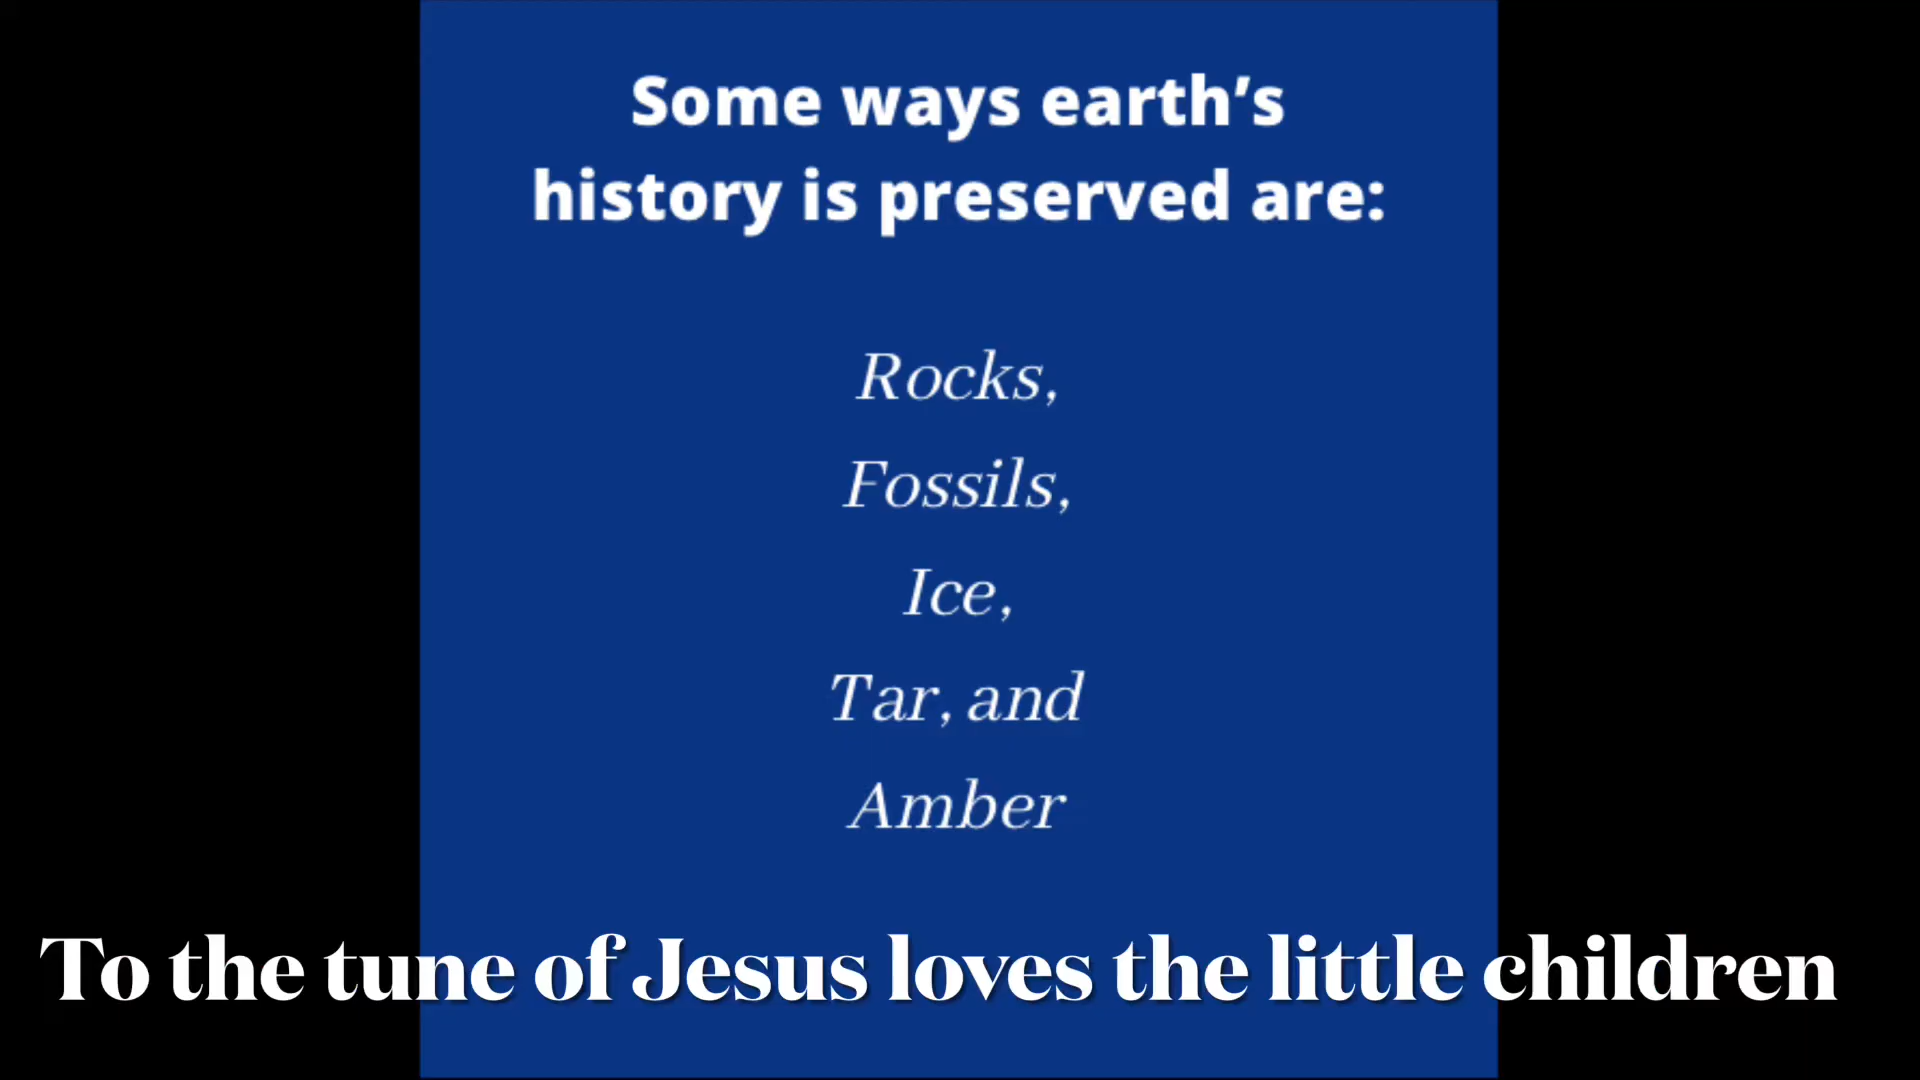 Some ways earth’s
history is preserved are:
Rocks,
Fossils,
Ice,
Tar, and
Amber
To the tune of Jesus loves the little children